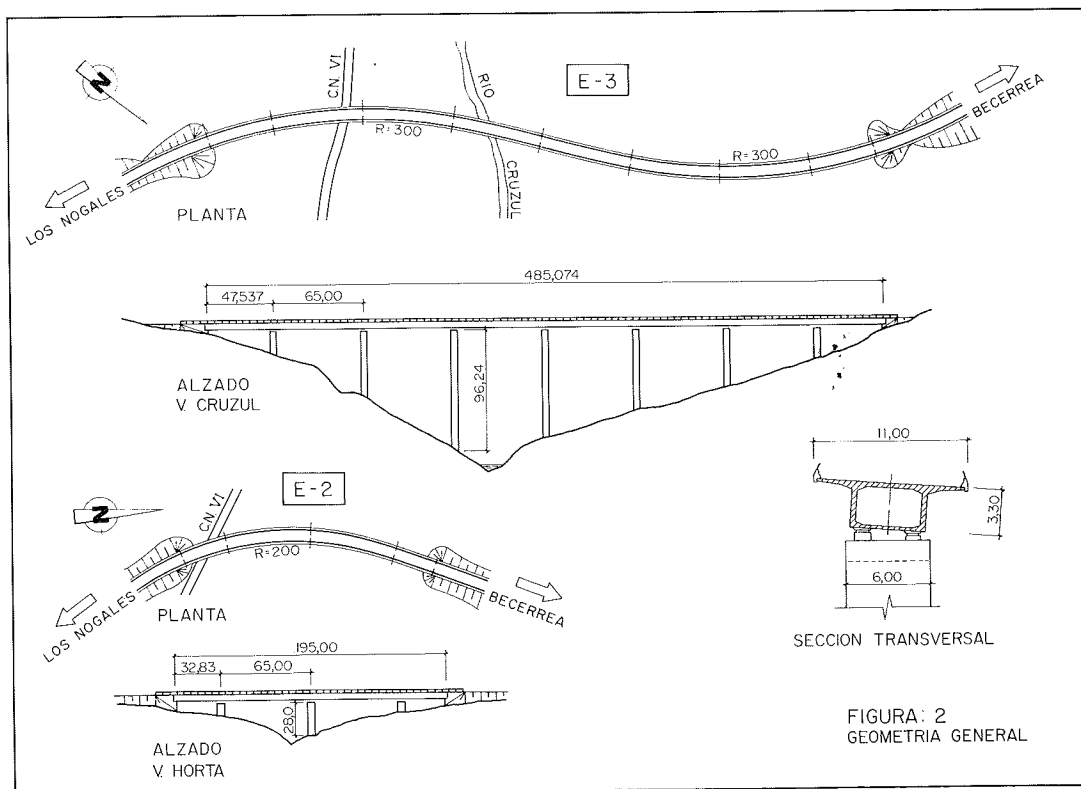 E-3
N
CN. VI
RIO
CRUZUL
R=300
R=300
BECERREA
LOS NOGALES
PLANTA
485,074
47,537
65,00
96,24
ALZADO
V. CRUZUL
11,00
3,30
6,00
SECCION TRANSVERSAL
E-2
N
CN. VI
R=200
LOS NOGALES
BECERREA
PLANTA
195,00
32,83
65,00
28,0
ALZADO
V. HORTA
FIGURA: 2
GEOMETRIA GENERAL